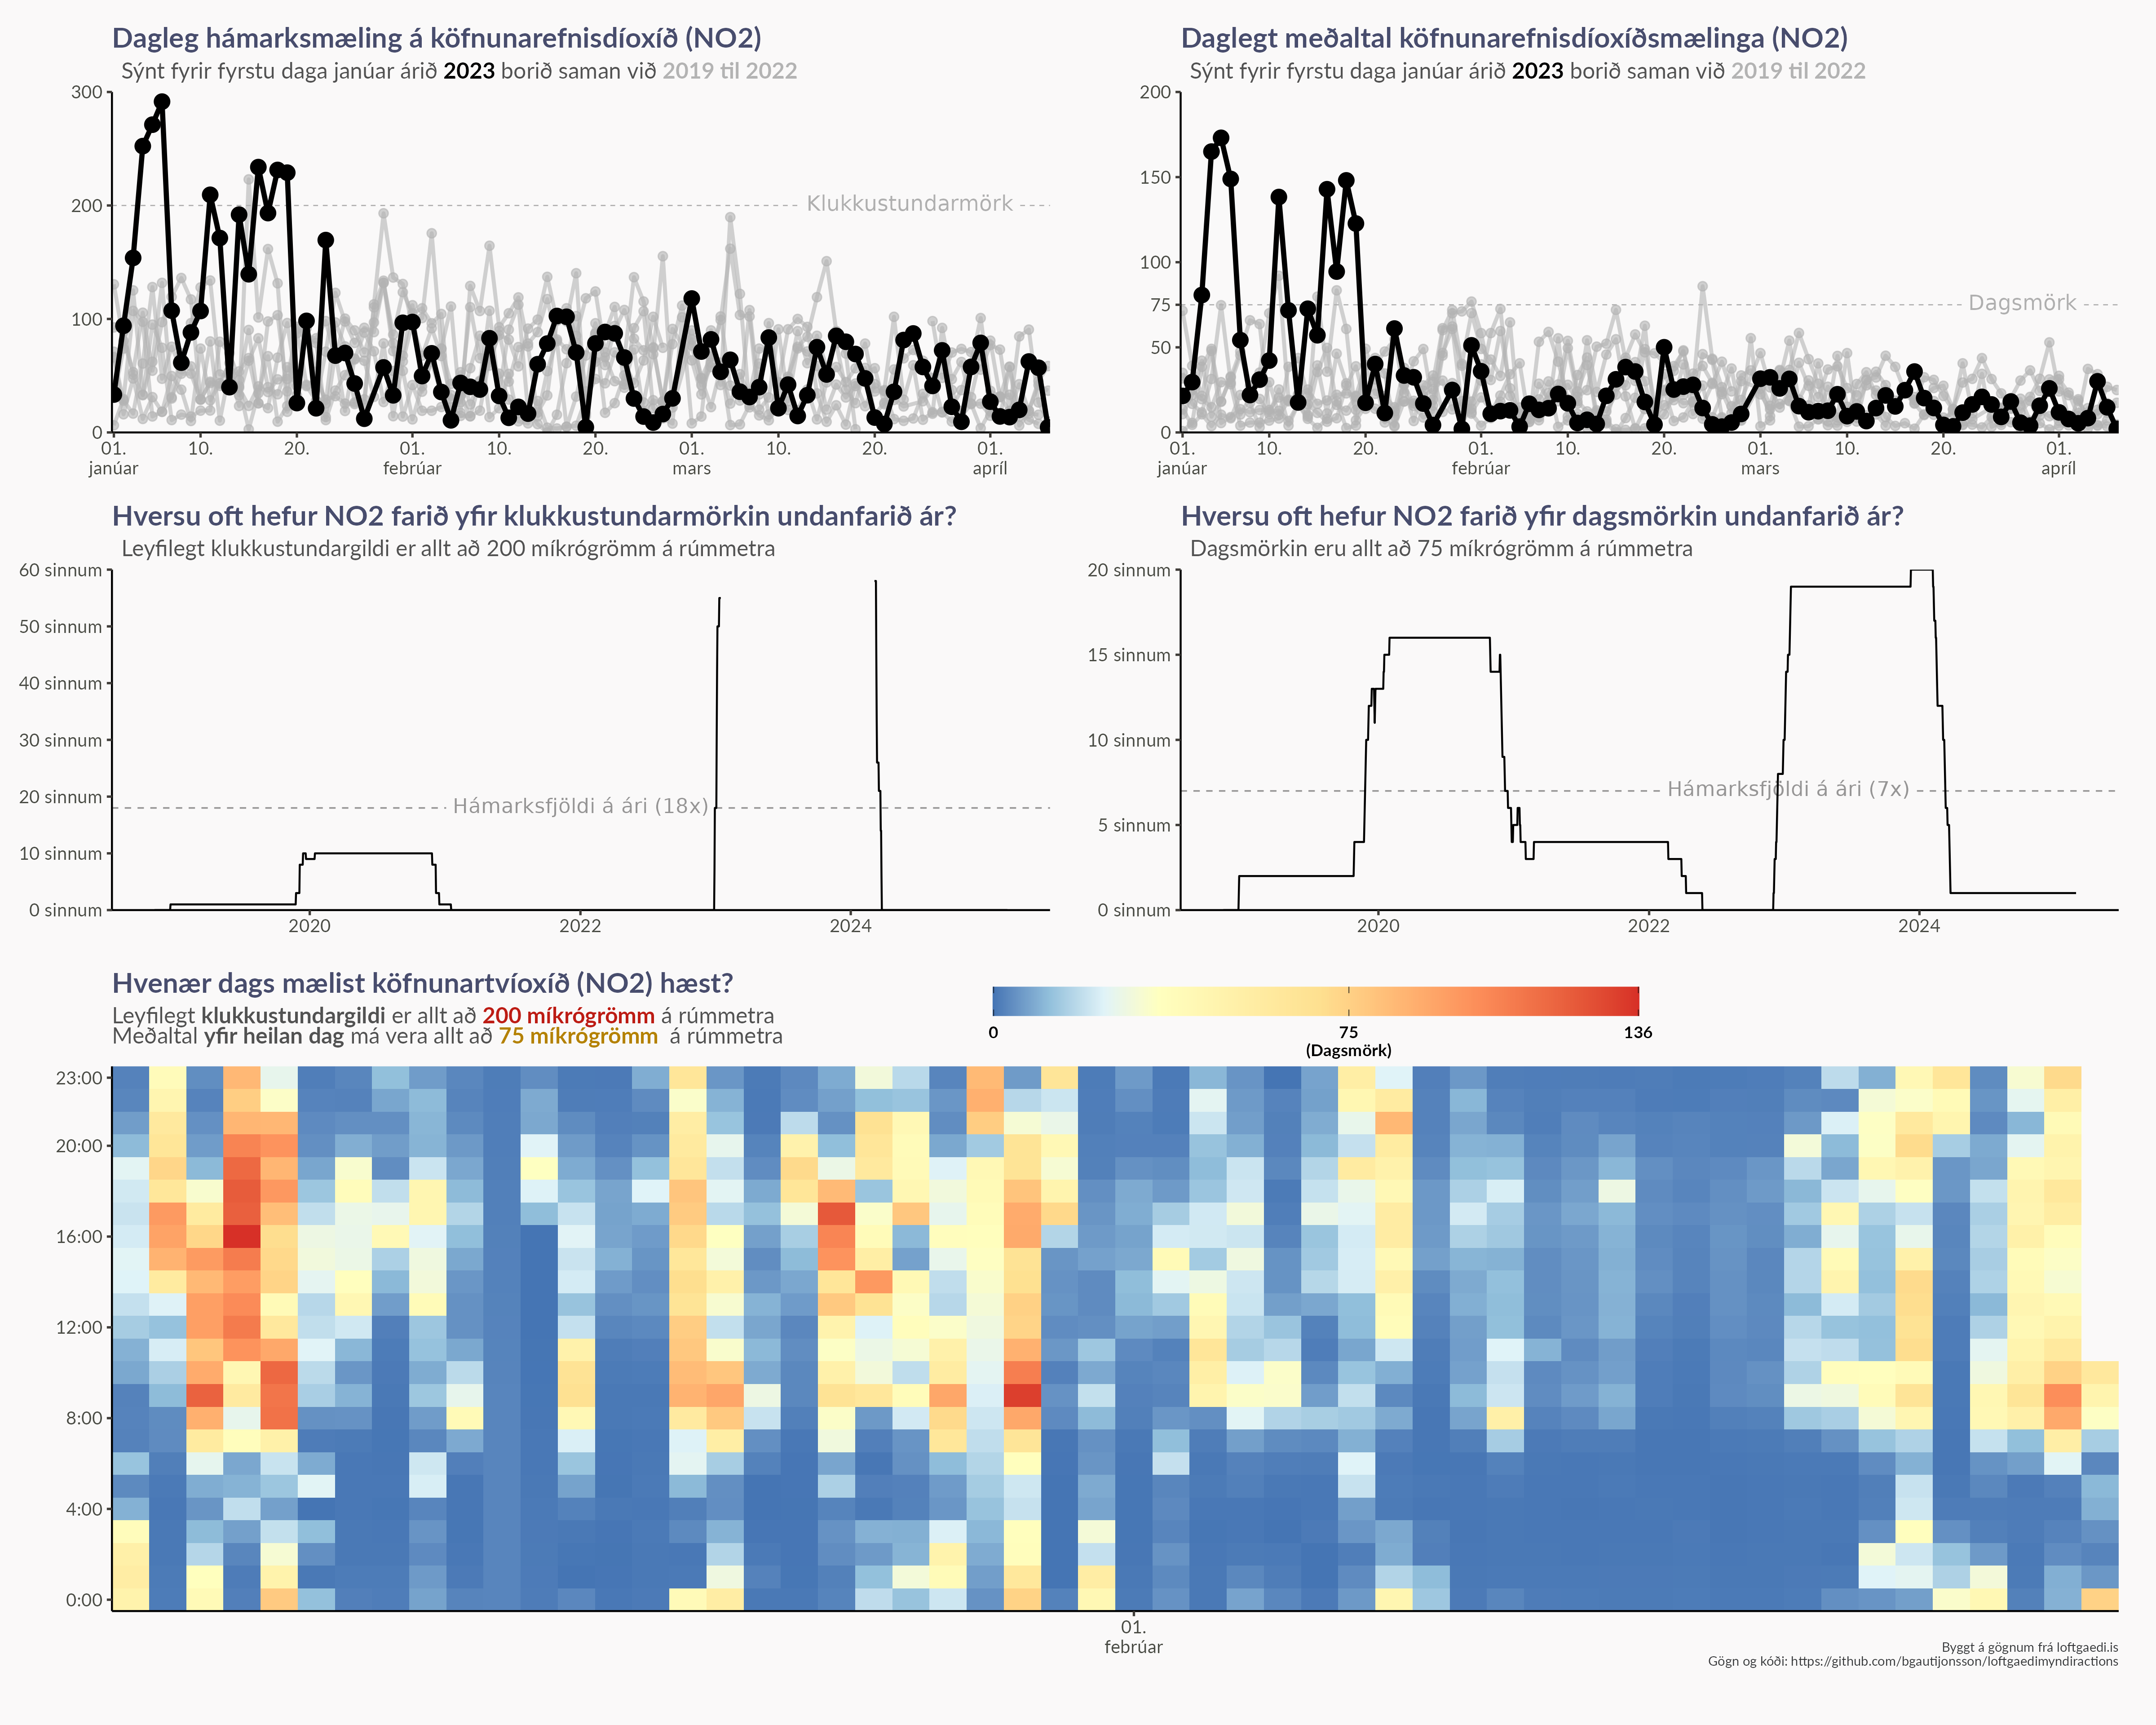 Dagleg hámarksmæling á köfnunarefnisdíoxíð (NO2)
Sýnt fyrir fyrstu daga janúar árið 2023 borið saman við 2019 til 2022
300
200
100
0
Klukkustundarmörk
01. 10. 20. 01. 10. 20. 01. 10. 20. 01.
janúar febrúar mars apríl
Daglegt meðaltal köfnunarefnisdíoxíðsmælinga (NO2)
Sýnt fyrir fyrstu daga janúar árið 2023 borið saman við 2019 til 2022
200
150
100
75
50
0
Dagsmörk
01. 10. 20. 01. 10. 20. 01. 10. 20. 01.
janúar febrúar mars apríl
Hversu oft hefur NO2 farið yfir klukkustundarmörkin undanfarið ár?
Leyfilegt klukkustundargildi er allt að 200 míkrógrömm á rúmmetra
60 sinnum
50 sinnum
40 sinnum
30 sinnum
20 sinnum
10 sinnum
0 sinnum
Hámarksfjöldi á ári (18x)
2020 2022 2024
Hversu oft hefur NO2 farið yfir dagsmörkin undanfarið ár?
Dagsmörkin eru allt að 75 míkrógrömm á rúmmetra
20 sinnum
15 sinnum
10 sinnum
5 sinnum
0 sinnum
Hámarksfjöldi á ári (7x)
2020 2022 2024
Hvenær dags mælist köfnunartvíoxíð (NO2) hæst?
Leyfilegt klukkustundargildi er allt að 200 míkrógrömm á rúmmetra
Meðaltal yfir heilan dag má vera allt að 75 míkrógrömm á rúmmetra
0 75 136
(Dagsmörk)
23:00
20:00
16:00
12:00
8:00
4:00
0:00
01.
febrúar
Byggt á gögnum frá loftgaedi.is
Gögn og kóði: https://github.com/bgautijonsson/loftgaedimyndiractions